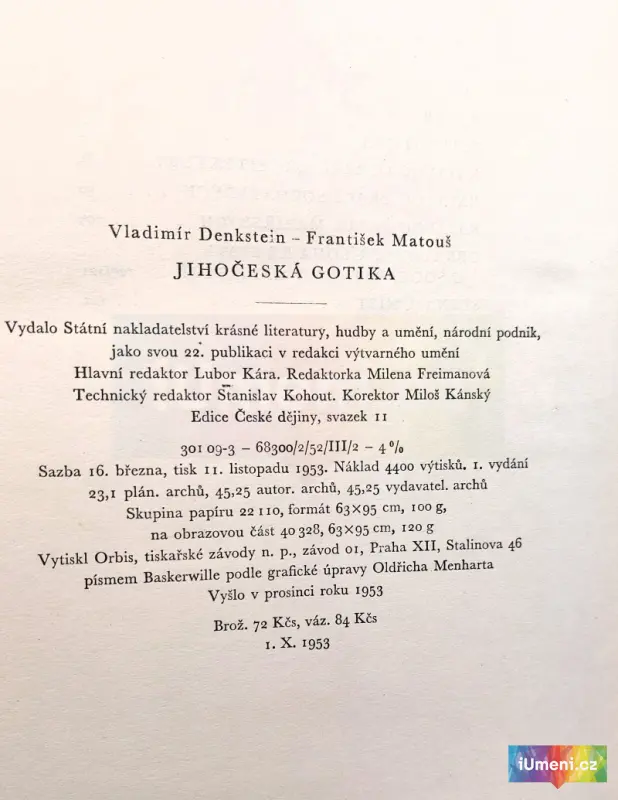 Vladimír Denkstein – František Matouš
JIHOČESKÁ GOTIKA
Vydalo Státní nakladatelství krásné literatury, hudby a umění, národní podnik,
jako svou 22. publikaci v redakci výtvarného umění
Hlavní redaktor Lubor Kára. Redaktorka Milena Freimanová
Technický redaktor Stanislav Kohout. Korektor Miloš Kánský
Edice České dějiny, svazek 11
301 09-3 – 68300/2/52/III/2 – 4%
Sazba 16. března, tisk 11. listopadu 1953. Náklad 4400 výtisků. 1. vydání
23,1 plán. archů, 45,25 autor. archů, 45,25 vydavatel. archů
Skupina papíru 22 110, formát 63×95 cm, 100 g,
na obrazovou část 40 328, 63×95 cm, 120 g
Vytiskl Orbis, tiskařské závody n. p., závod 01, Praha XII, Stalinova 46
písmem Baskerwille podle grafické úpravy Oldřicha Menharta
Vyšlo v prosinci roku 1953
Brož. 72 Kčs, váz. 84 Kčs
1. X. 1953
iUmeni.cz